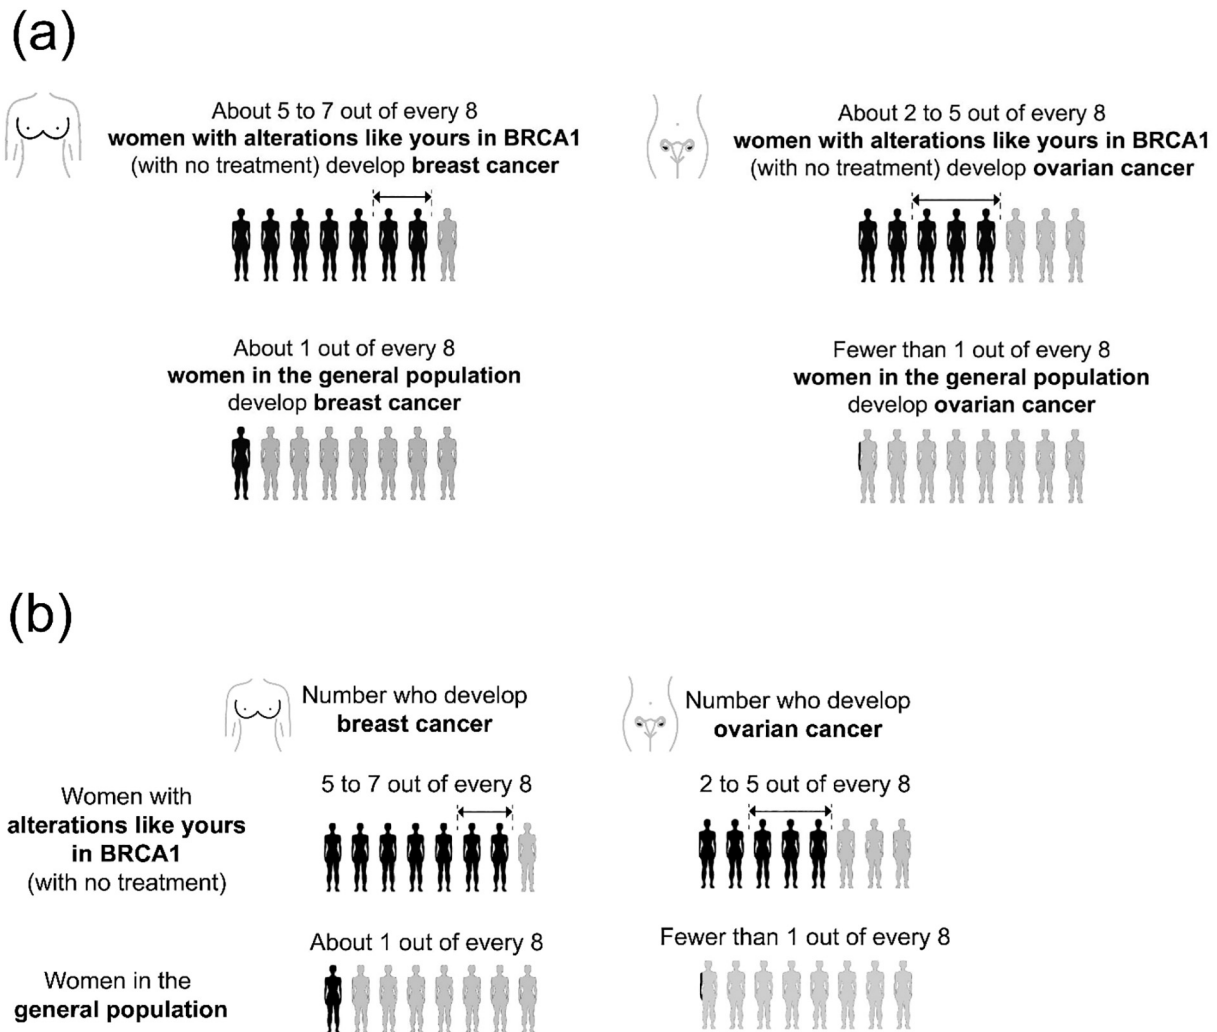 (a)
About 5 to 7 out of every 8
women with alterations like yours in BRCA1
(with no treatment) develop breast cancer
About 2 to 5 out of every 8
women with alterations like yours in BRCA1
(with no treatment) develop ovarian cancer
About 1 out of every 8
women in the general population
develop breast cancer
Fewer than 1 out of every 8
women in the general population
develop ovarian cancer
(b)
Number who develop
breast cancer
Number who develop
ovarian cancer
Women with
alterations like yours
in BRCA1
(with no treatment)
5 to 7 out of every 8
2 to 5 out of every 8
Women in the
general population
About 1 out of every 8
Fewer than 1 out of every 8